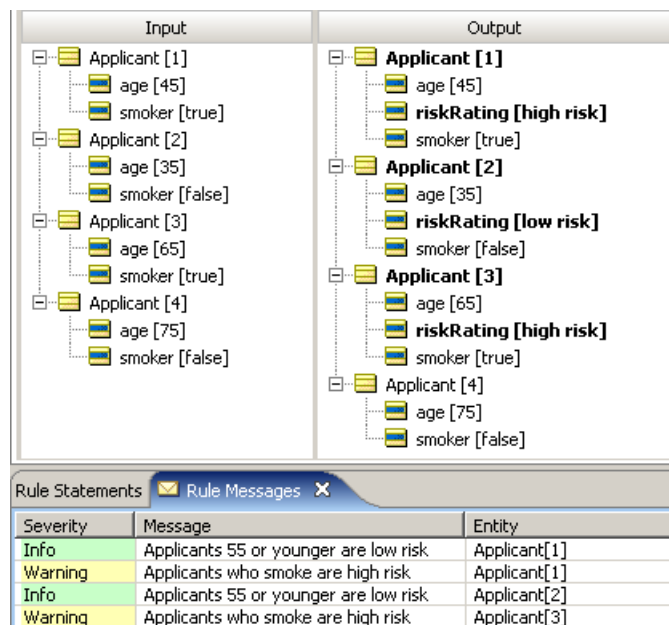 Input
Applicant [1]
age [45]
smoker [true]
Applicant [2]
age [35]
smoker [false]
Applicant [3]
age [65]
smoker [true]
Applicant [4]
age [75]
smoker [false]
Output
Applicant [1]
age [45]
riskRating [high risk]
smoker [true]
Applicant [2]
age [35]
riskRating [low risk]
smoker [false]
Applicant [3]
age [65]
riskRating [high risk]
smoker [true]
Applicant [4]
age [75]
smoker [false]
Rule Statements Rule Messages
Severity Message Entity
Info Applicants 55 or younger are low risk Applicant[1]
Warning Applicants who smoke are high risk Applicant[1]
Info Applicants 55 or younger are low risk Applicant[2]
Warning Applicants who smoke are high risk Applicant[3]